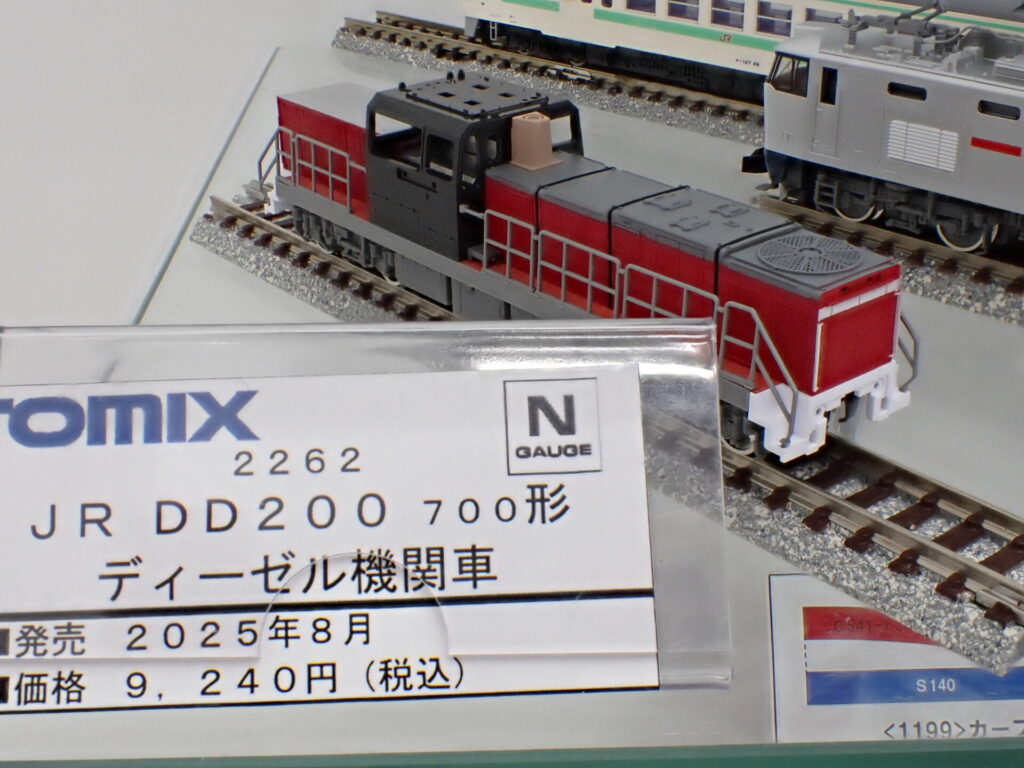 TOMIX
N
GAUGE
2262
JR DD200 700形
ディーゼル機関車
■発売 2025年8月
■価格 9,240円（税込）
S140
<1199>カーブ